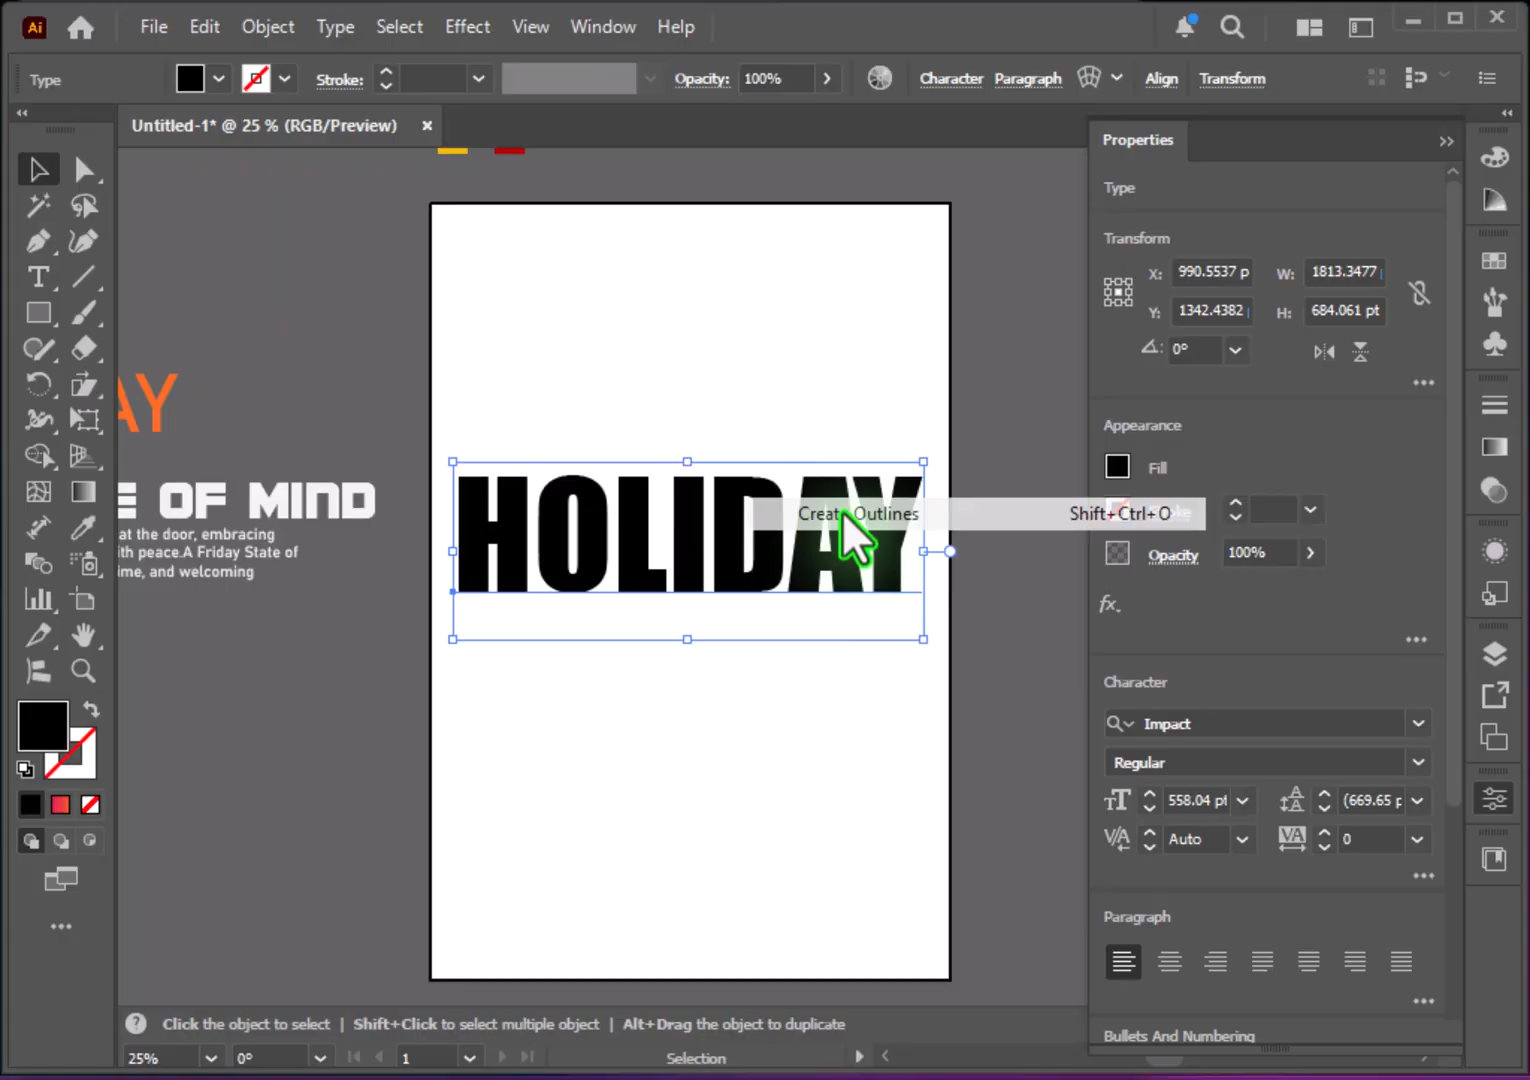 Ai File Edit Object Type Select Effect View Window Help
Type Stroke: Opacity: 100% Character Paragraph Align Transform
Untitled-1* @ 25 % (RGB/Preview) ×
Properties
Type
Transform
X: 990.5537 p W: 1813.3477
Y: 1342.4382 H: 684.061 pt
0°
Appearance
Fill
AY
HOLIDAY
Create Outlines Shift+Ctrl+O
E OF MIND
Opacity 100%
at the door, embracing
th peace.A Friday State of
ime, and welcoming
fx.
Character
Impact
Regular
558.04 pt (669.65 p
Auto 0
Paragraph
Click the object to select | Shift+Click to select multiple object | Alt+Drag the object to duplicate
Bullets And Numbering
25% 0° 1 Selection